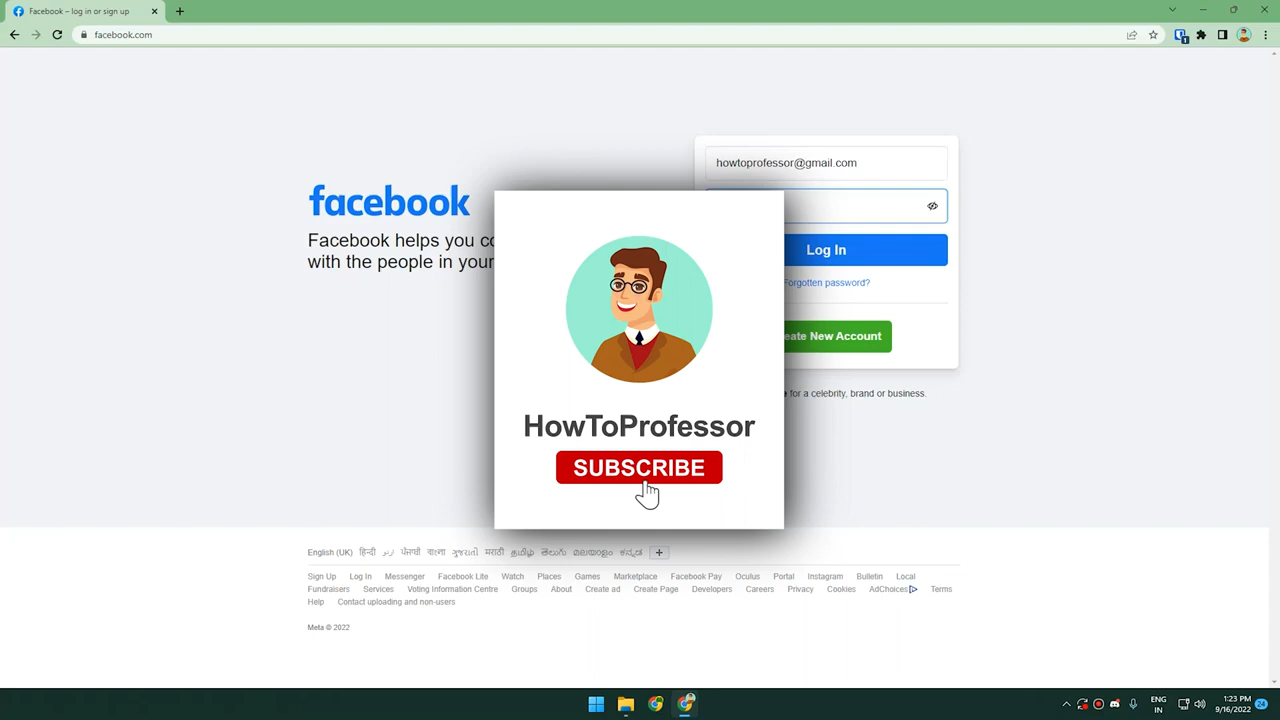 Facebook – log in or sign up
facebook.com
howtoprofessor@gmail.com
facebook
Facebook helps you co
with the people in your
Log In
Forgotten password?
eate New Account
for a celebrity, brand or business.
HowToProfessor
SUBSCRIBE
English (UK) हिन्दी اردو ਪੰਜਾਬੀ বাংলা ગુજરાતી मराठी தமிழ் తెలుగు മലയാളം ಕನ್ನಡ +
Sign Up Log In Messenger Facebook Lite Watch Places Games Marketplace Facebook Pay Oculus Portal Instagram Bulletin Local
Fundraisers Services Voting Information Centre Groups About Create ad Create Page Developers Careers Privacy Cookies AdChoices Terms
Help Contact uploading and non-users
Meta © 2022
ENG
IN
1:23 PM
9/16/2022
24